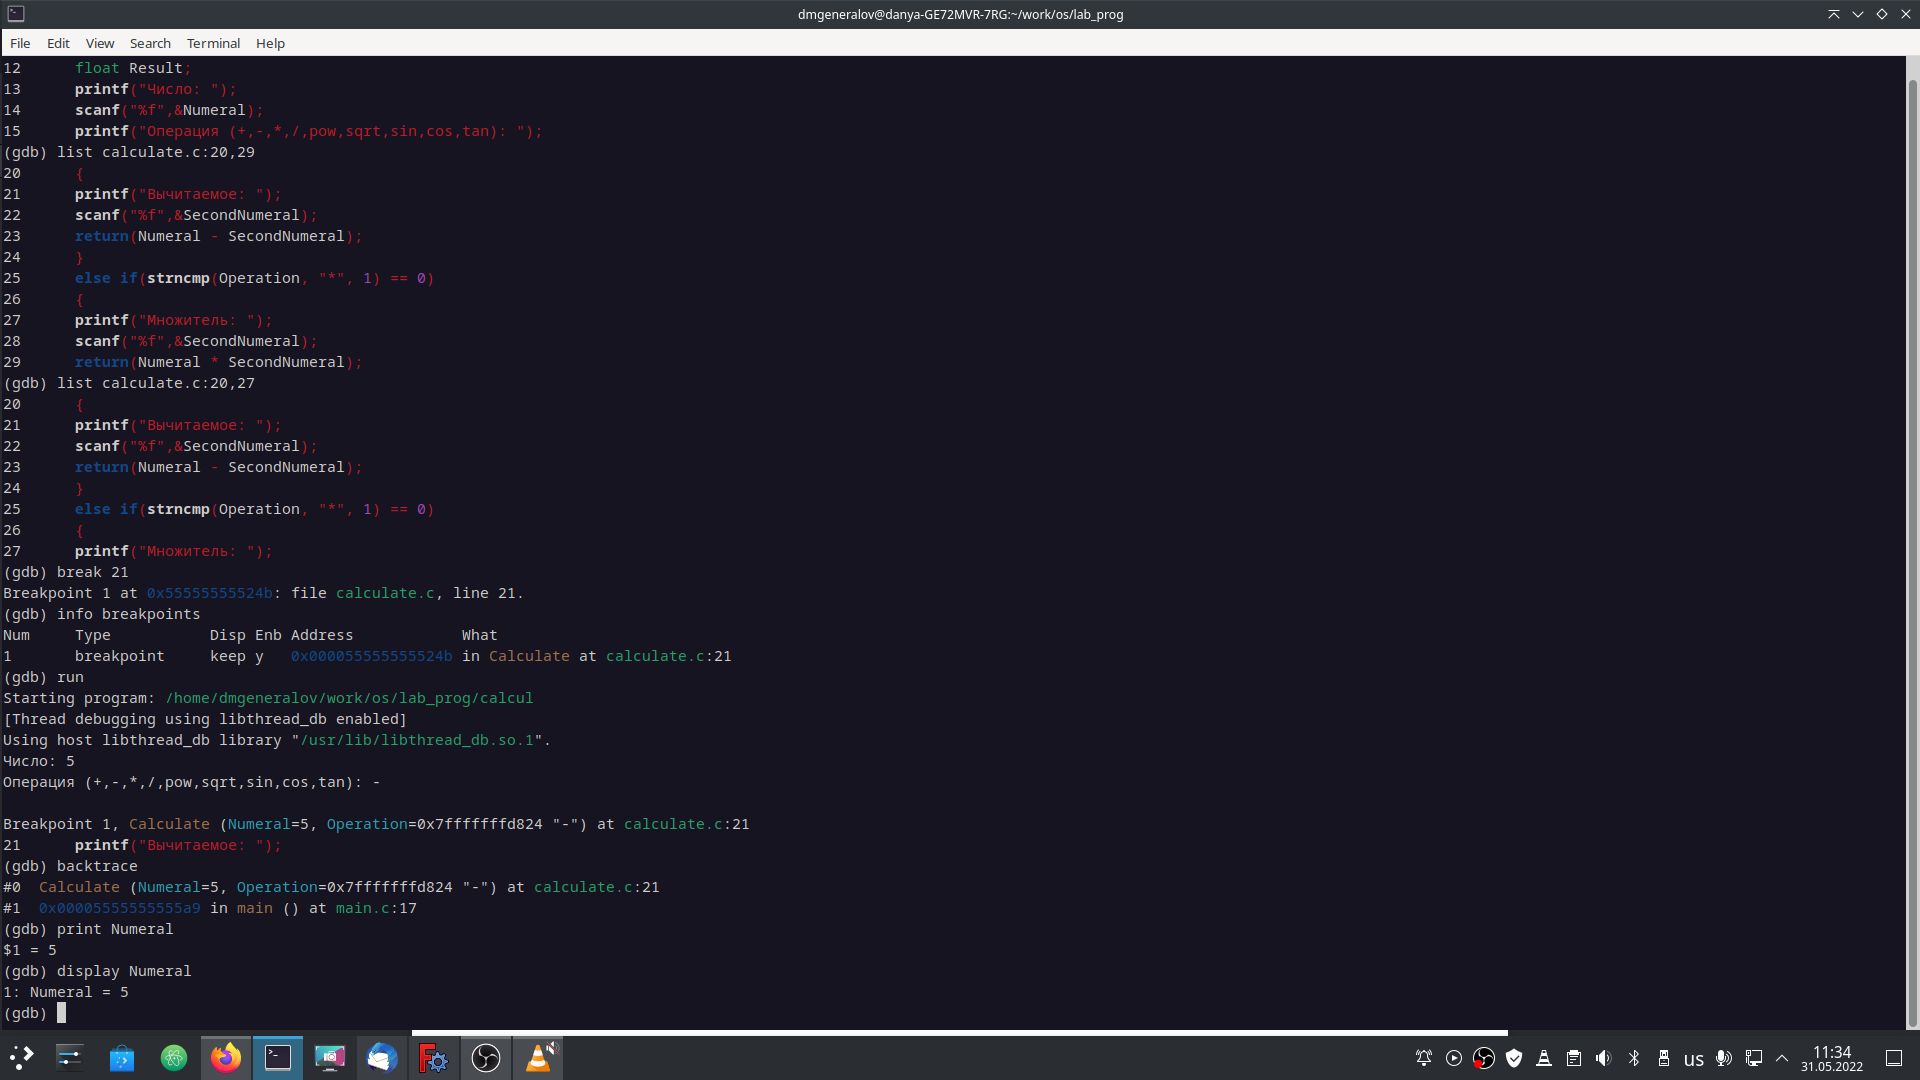 dmgeneralov@danya-GE72MVR-7RG:~/work/os/lab_prog
File Edit View Search Terminal Help
12      float Result;
13      printf("Число: ");
14      scanf("%f",&Numeral);
15      printf("Операция (+,-,*,/,pow,sqrt,sin,cos,tan): ");
(gdb) list calculate.c:20,29
20      {
21      printf("Вычитаемое: ");
22      scanf("%f",&SecondNumeral);
23      return(Numeral - SecondNumeral);
24      }
25      else if(strncmp(Operation, "*", 1) == 0)
26      {
27      printf("Множитель: ");
28      scanf("%f",&SecondNumeral);
29      return(Numeral * SecondNumeral);
(gdb) list calculate.c:20,27
20      {
21      printf("Вычитаемое: ");
22      scanf("%f",&SecondNumeral);
23      return(Numeral - SecondNumeral);
24      }
25      else if(strncmp(Operation, "*", 1) == 0)
26      {
27      printf("Множитель: ");
(gdb) break 21
Breakpoint 1 at 0x55555555524b: file calculate.c, line 21.
(gdb) info breakpoints
Num     Type           Disp Enb Address            What
1       breakpoint     keep y   0x000055555555524b in Calculate at calculate.c:21
(gdb) run
Starting program: /home/dmgeneralov/work/os/lab_prog/calcul
[Thread debugging using libthread_db enabled]
Using host libthread_db library "/usr/lib/libthread_db.so.1".
Число: 5
Операция (+,-,*,/,pow,sqrt,sin,cos,tan): -
Breakpoint 1, Calculate (Numeral=5, Operation=0x7fffffffd824 "-") at calculate.c:21
21      printf("Вычитаемое: ");
(gdb) backtrace
#0  Calculate (Numeral=5, Operation=0x7fffffffd824 "-") at calculate.c:21
#1  0x00005555555555a9 in main () at main.c:17
(gdb) print Numeral
$1 = 5
(gdb) display Numeral
1: Numeral = 5
(gdb)
us
11:34
31.05.2022